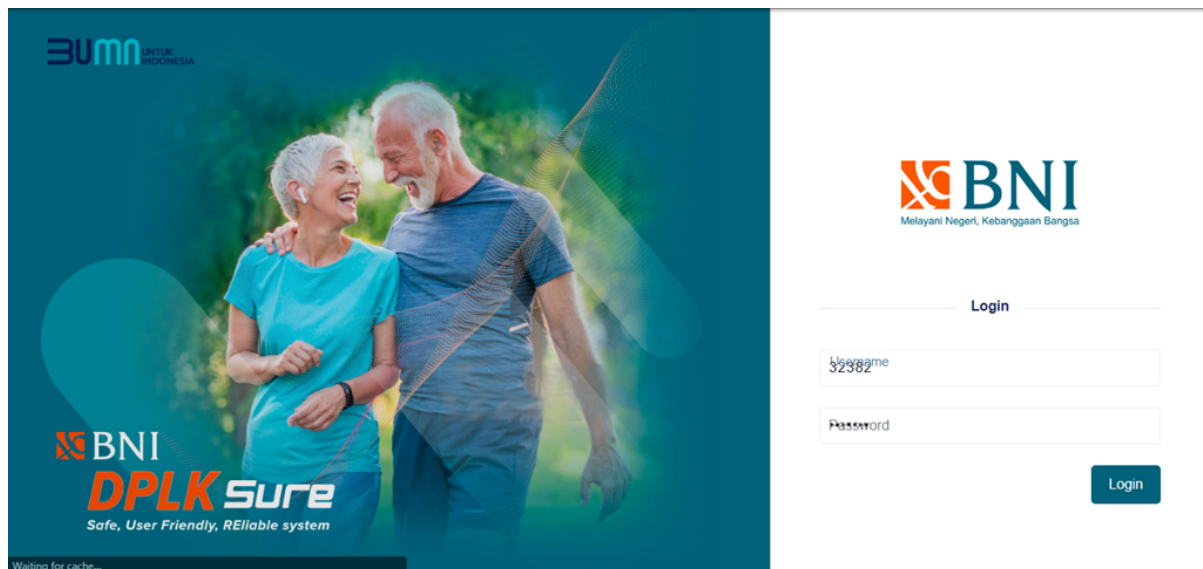 BUMN UNTUK
INDONESIA
BNI
DPLK Sure
Safe, User Friendly, REliable system
Waiting for cache...
BNI
Melayani Negeri, Kebanggaan Bangsa
Login
Username
32382
Password
Login